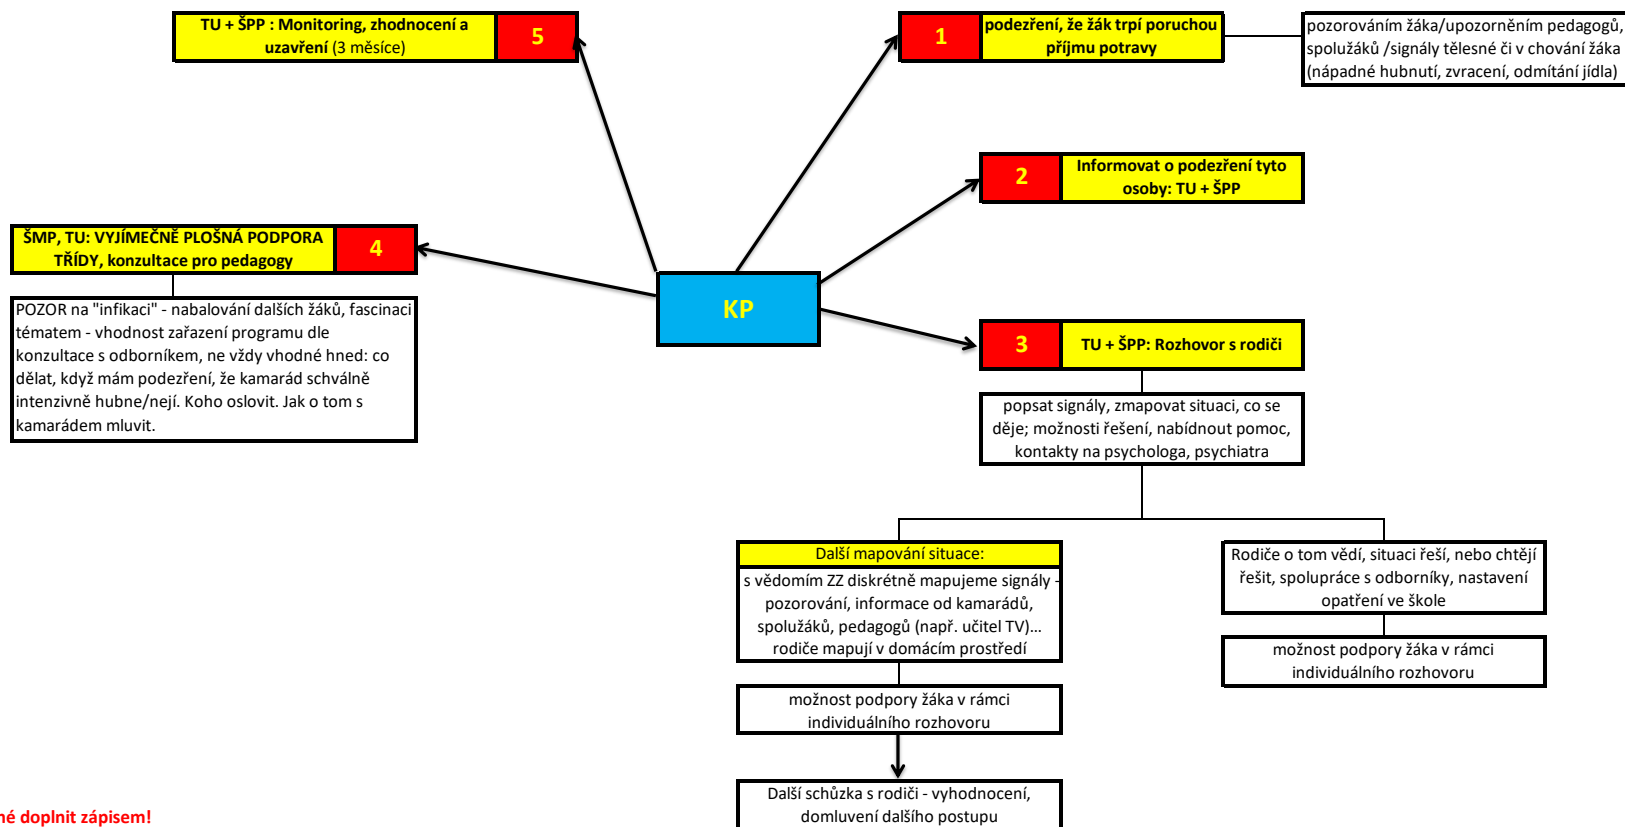 TU + ŠPP : Monitoring, zhodnocení a
uzavření (3 měsíce)
5
1
podezření, že žák trpí poruchou
příjmu potravy
pozorováním žáka/upozorněním pedagogů,
spolužáků /signály tělesné či v chování žáka
(nápadné hubnutí, zvracení, odmítání jídla)
2
Informovat o podezření tyto
osoby: TU + ŠPP
ŠMP, TU: VYJÍMEČNĚ PLOŠNÁ PODPORA
TŘÍDY, konzultace pro pedagogy
4
POZOR na "infikaci" - nabalování dalších žáků, fascinaci
tématem - vhodnost zařazení programu dle
konzultace s odborníkem, ne vždy vhodné hned: co
dělat, když mám podezření, že kamarád schválně
intenzivně hubne/nejí. Koho oslovit. Jak o tom s
kamarádem mluvit.
KP
3
TU + ŠPP: Rozhovor s rodiči
popsat signály, zmapovat situaci, co se
děje; možnosti řešení, nabídnout pomoc,
kontakty na psychologa, psychiatra
Další mapování situace:
s vědomím ZZ diskrétně mapujeme signály -
pozorování, informace od kamarádů,
spolužáků, pedagogů (např. učitel TV)...
rodiče mapují v domácím prostředí
možnost podpory žáka v rámci
individuálního rozhovoru
Další schůzka s rodiči - vyhodnocení,
domluvení dalšího postupu
Rodiče o tom vědí, situaci řeší, nebo chtějí
řešit, spolupráce s odborníky, nastavení
opatření ve škole
možnost podpory žáka v rámci
individuálního rozhovoru
né doplnit zápisem!